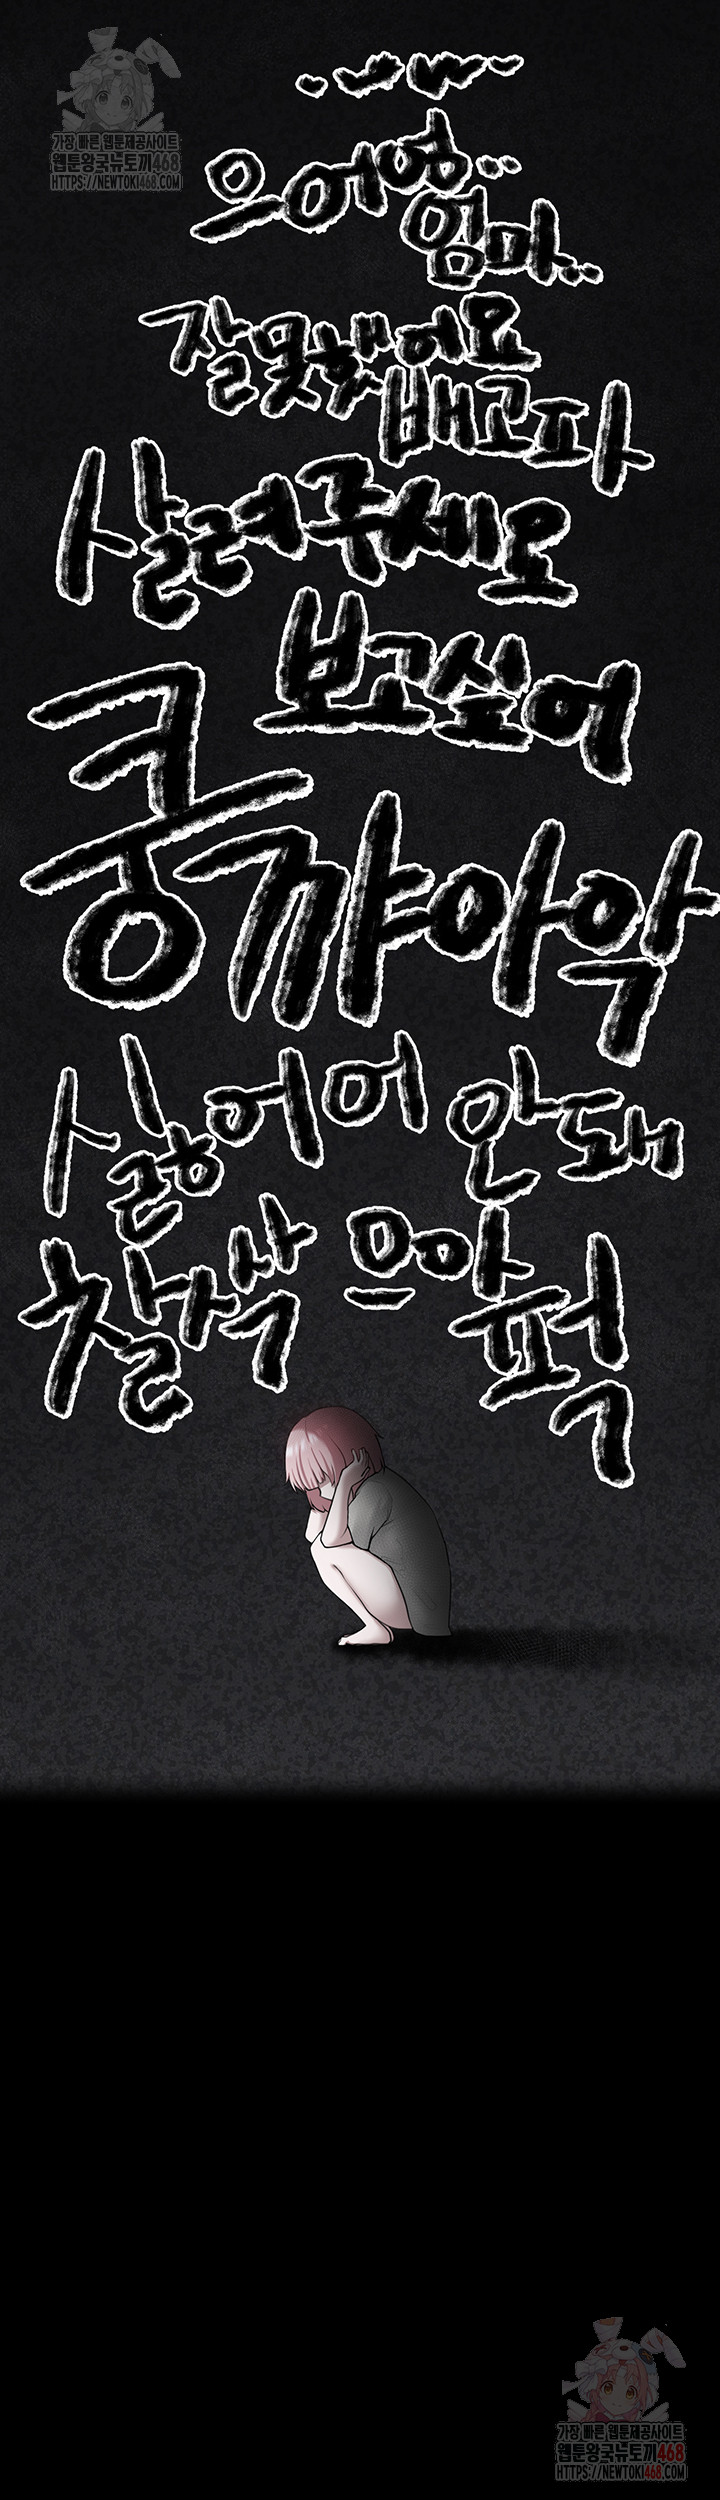 가장 빠른 웹툰제공사이트
웹툰왕국뉴토끼468
HTTPS://NEWTOKI468
으어엉..
엄마..
잘못했어요
배고파
살려주세요
보고싶어
쿵 꺄아악
싫어어 안돼
찰싹 으악 퍽
가장 빠른 웹툰제공사이트
웹툰왕국뉴토끼468
HTTPS://NEWTOKI468.COM